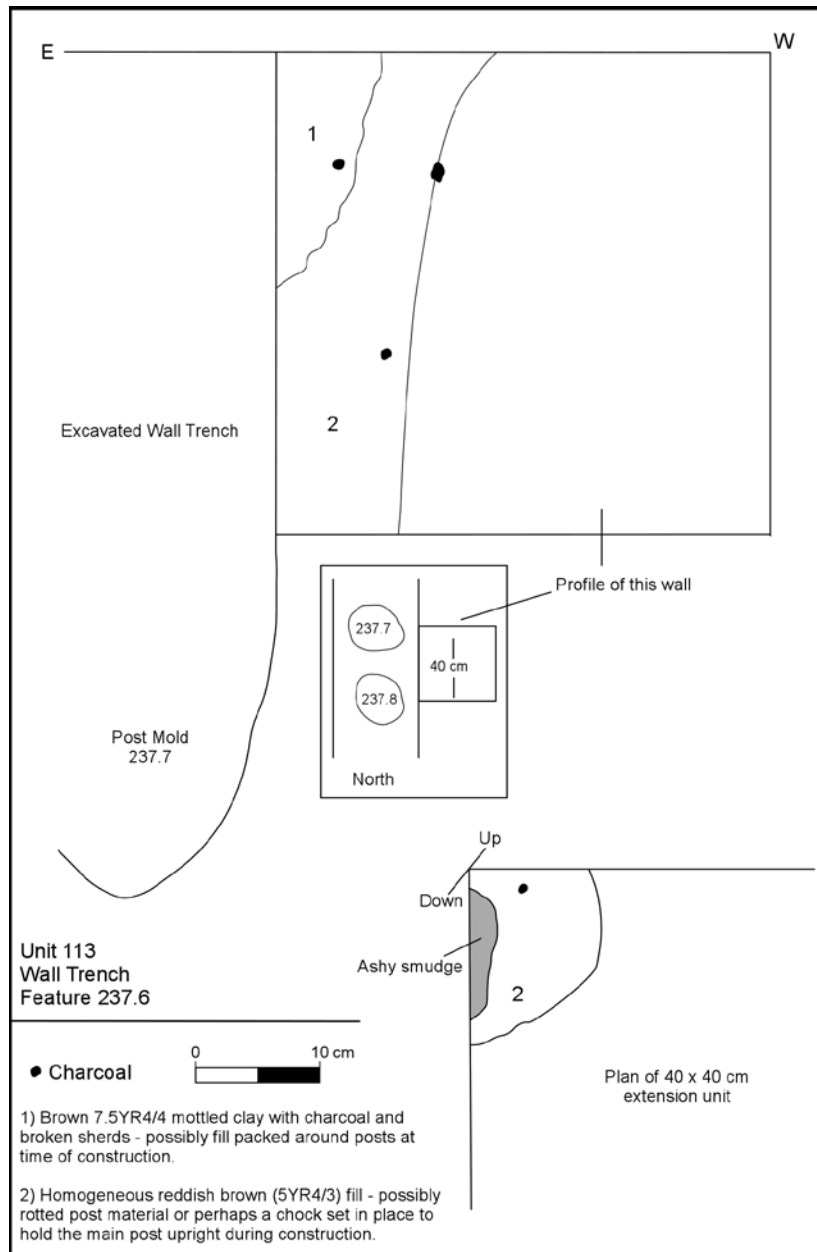 E
W
1
2
Excavated Wall Trench
Profile of this wall
237.7
40 cm
237.8
North
Post Mold
237.7
Up
Down
Ashy smudge
2
Unit 113
Wall Trench
Feature 237.6
0 10 cm
Charcoal
Plan of 40 x 40 cm
extension unit
1) Brown 7.5YR4/4 mottled clay with charcoal and
broken sherds - possibly fill packed around posts at
time of construction.
2) Homogeneous reddish brown (5YR4/3) fill - possibly
rotted post material or perhaps a chock set in place to
hold the main post upright during construction.